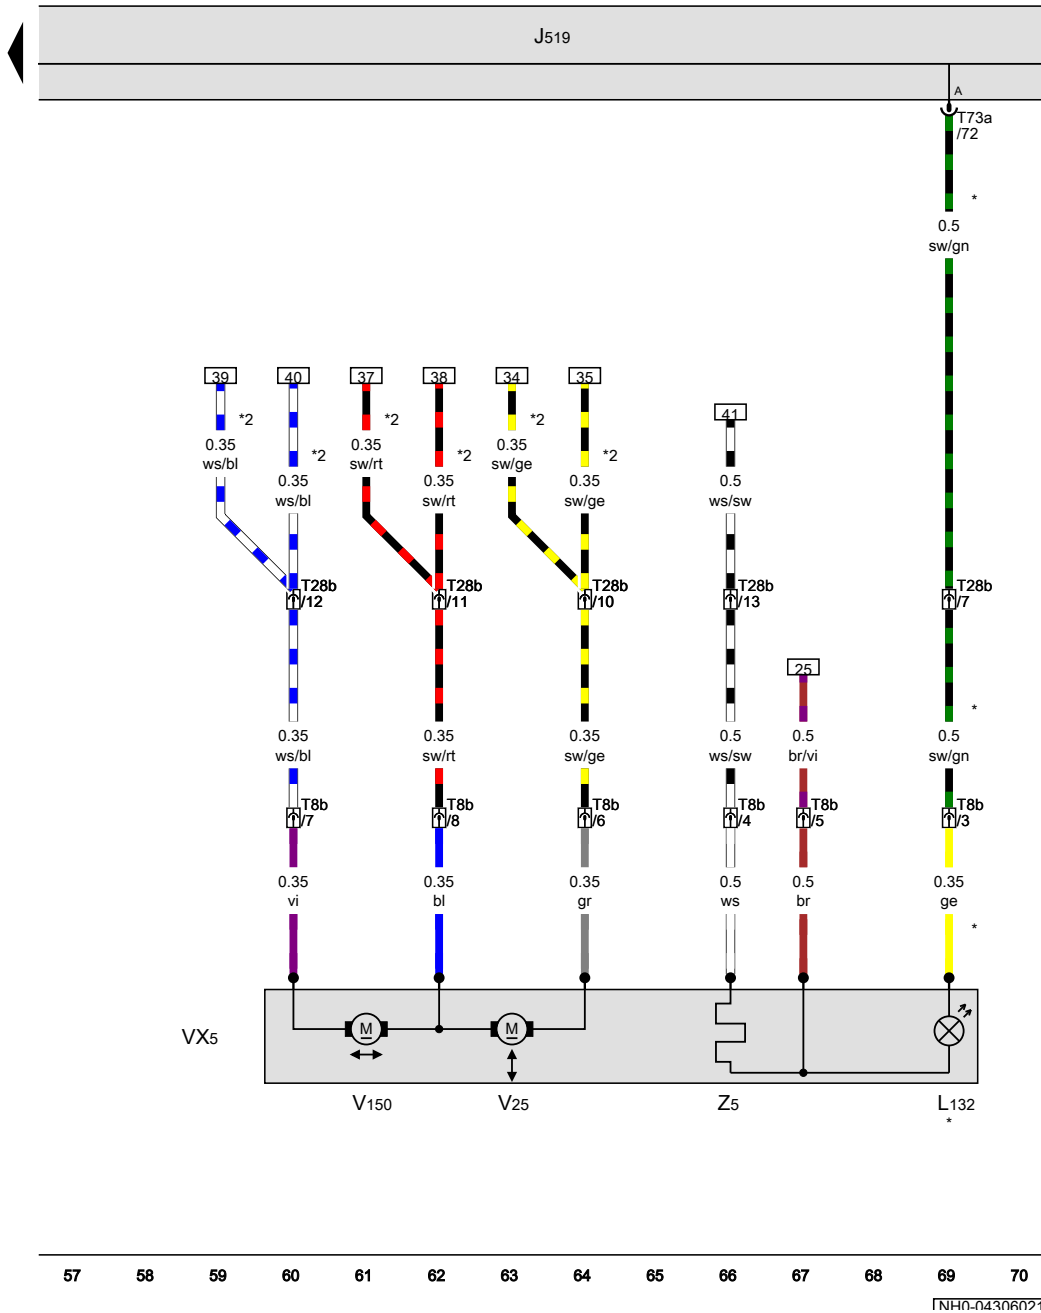 J519
A
T73a
/72
*
0.5
sw/gn
39 40 37 38 34 35
*2 *2 *2
0.35 0.35 0.35
ws/bl sw/rt sw/ge
41
*2 *2 *2
0.35 0.35 0.35 0.5
ws/bl sw/rt sw/ge ws/sw
T28b T28b T28b T28b T28b
/12 /11 /10 /13 /7
25
*
0.35 0.35 0.35 0.5 0.5 0.5
ws/bl sw/rt sw/ge ws/sw br/vi sw/gn
T8b T8b T8b T8b T8b T8b
/7 /8 /6 /4 /5 /3
0.35 0.35 0.35 0.5 0.5 0.35
vi bl gr ws br ge
*
VX5
M M
V150 V25 Z5 L132
*
57 58 59 60 61 62 63 64 65 66 67 68 69 70
NH0-04306021